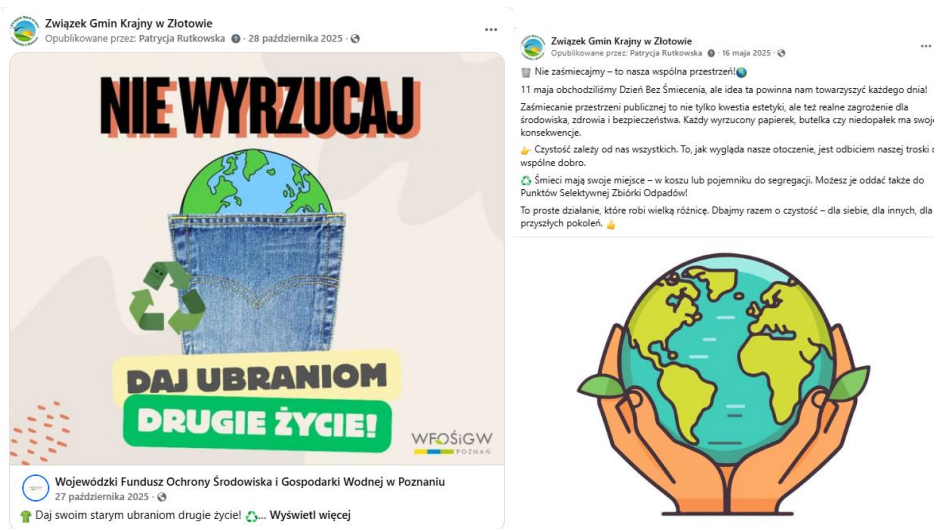 Związek Gmin Krajny w Złotowie
Opublikowane przez: Patrycja Rutkowska · 28 października 2025 ·
NIE WYRZUCAJ
DAJ UBRANIOM
DRUGIE ŻYCIE!
WFOŚiGW
POZNAŃ
Wojewódzki Fundusz Ochrony Środowiska i Gospodarki Wodnej w Poznaniu
27 października 2025 ·
Daj swoim starym ubraniom drugie życie! ... Wyświetl więcej
Związek Gmin Krajny w Złotowie
Opublikowane przez: Patrycja Rutkowska · 16 maja 2025 ·
🗑 Nie zaśmiecajmy – to nasza wspólna przestrzeń!🌍
11 maja obchodziliśmy Dzień Bez Śmiecenia, ale idea ta powinna nam towarzyszyć każdego dnia!
Zaśmiecanie przestrzeni publicznej to nie tylko kwestia estetyki, ale też realne zagrożenie dla
środowiska, zdrowia i bezpieczeństwa. Każdy wyrzucony papierek, butelka czy niedopałek ma swoje
konsekwencje.
👉 Czystość zależy od nas wszystkich. To, jak wygląda nasze otoczenie, jest odbiciem naszej troski
wspólne dobro.
♻ Śmieci mają swoje miejsce – w koszu lub pojemniku do segregacji. Możesz je oddać także do
Punktów Selektywnej Zbiórki Odpadów!
To proste działanie, które robi wielką różnicę. Dbajmy razem o czystość – dla siebie, dla innych, dla
przyszłych pokoleń. 👍